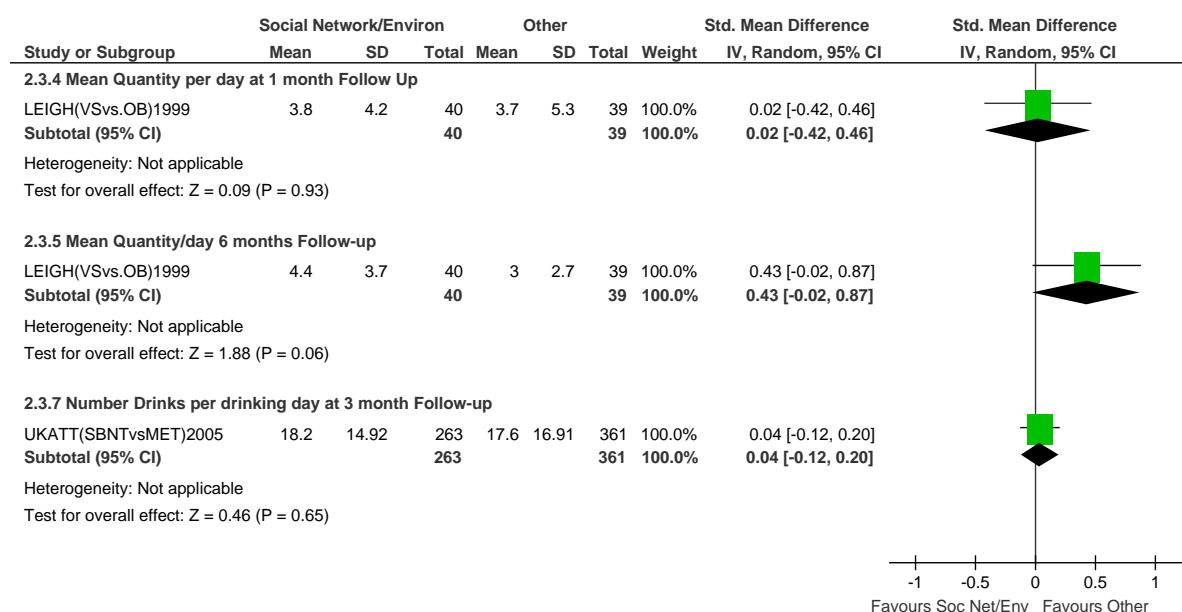 Social Network/Environ Other Std. Mean Difference Std. Mean Difference
Study or Subgroup Mean SD Total Mean SD Total Weight IV, Random, 95% CI IV, Random, 95% CI
2.3.4 Mean Quantity per day at 1 month Follow Up
LEIGH(VSvs.OB)1999 3.8 4.2 40 3.7 5.3 39 100.0% 0.02 [-0.42, 0.46]
Subtotal (95% CI) 40 39 100.0% 0.02 [-0.42, 0.46]
Heterogeneity: Not applicable
Test for overall effect: Z = 0.09 (P = 0.93)
2.3.5 Mean Quantity/day 6 months Follow-up
LEIGH(VSvs.OB)1999 4.4 3.7 40 3 2.7 39 100.0% 0.43 [-0.02, 0.87]
Subtotal (95% CI) 40 39 100.0% 0.43 [-0.02, 0.87]
Heterogeneity: Not applicable
Test for overall effect: Z = 1.88 (P = 0.06)
2.3.7 Number Drinks per drinking day at 3 month Follow-up
UKATT(SBNTvsMET)2005 18.2 14.92 263 17.6 16.91 361 100.0% 0.04 [-0.12, 0.20]
Subtotal (95% CI) 263 361 100.0% 0.04 [-0.12, 0.20]
Heterogeneity: Not applicable
Test for overall effect: Z = 0.46 (P = 0.65)
-1 -0.5 0 0.5 1
Favours Soc Net/Env Favours Other